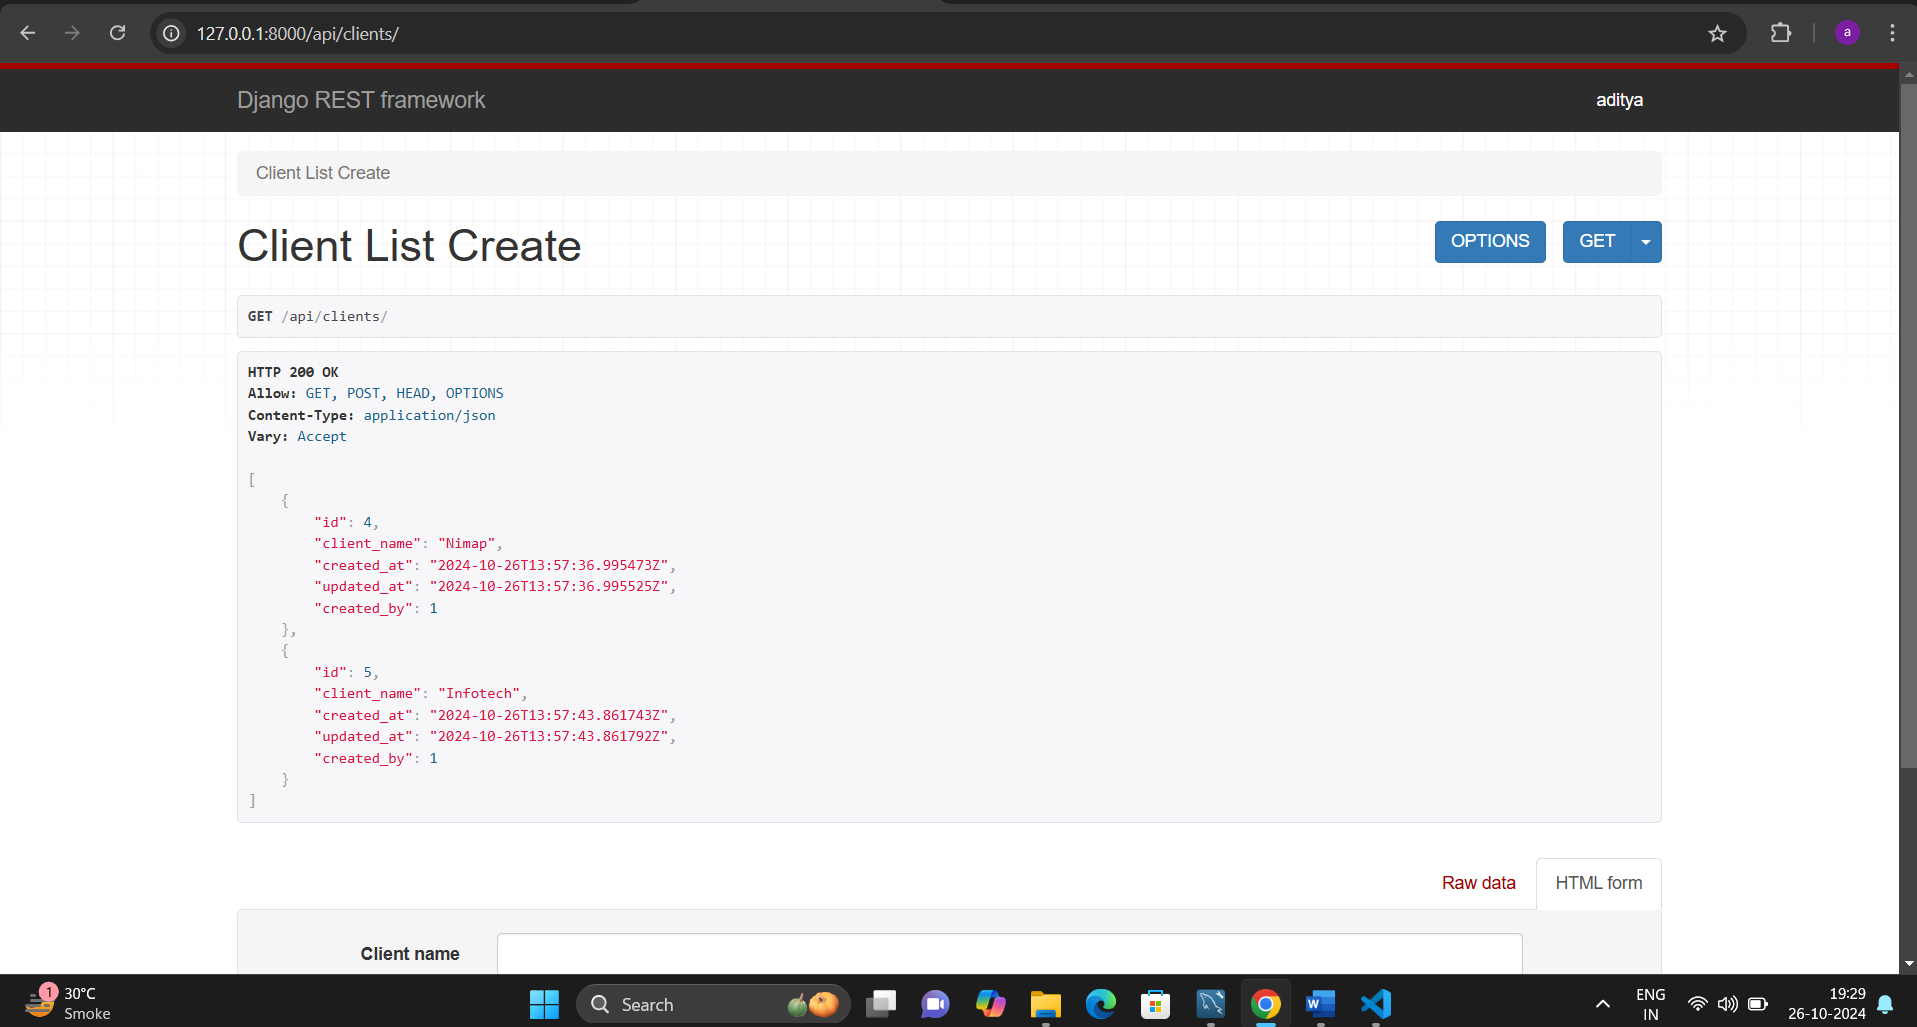 127.0.0.1:8000/api/clients/
a
Django REST framework
aditya
Client List Create
Client List Create
OPTIONS
GET
GET /api/clients/
HTTP 200 OK
Allow: GET, POST, HEAD, OPTIONS
Content-Type: application/json
Vary: Accept
[
    {
        "id": 4,
        "client_name": "Nimap",
        "created_at": "2024-10-26T13:57:36.995473Z",
        "updated_at": "2024-10-26T13:57:36.995525Z",
        "created_by": 1
    },
    {
        "id": 5,
        "client_name": "Infotech",
        "created_at": "2024-10-26T13:57:43.861743Z",
        "updated_at": "2024-10-26T13:57:43.861792Z",
        "created_by": 1
    }
]
Raw data
HTML form
Client name
1
30°C
Smoke
Search
W
ENG
IN
19:29
26-10-2024